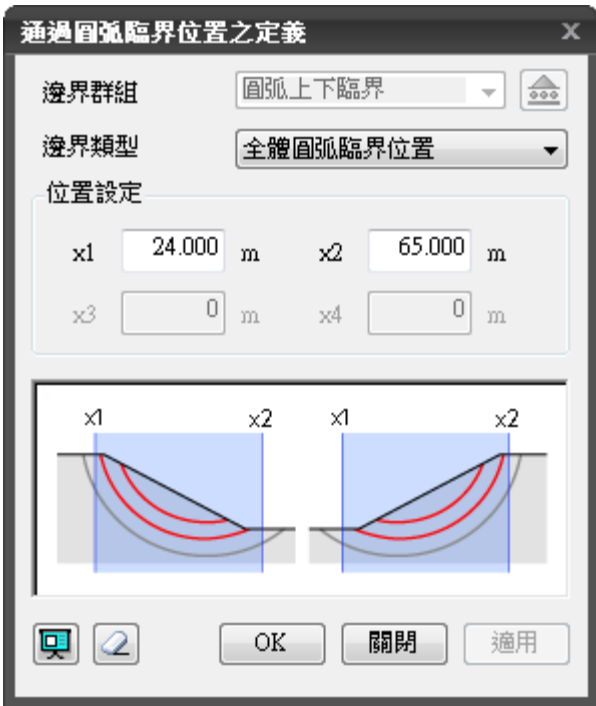 通過圓弧臨界位置之定義 x
邊界群組 圓弧上下臨界
邊界類型 全體圓弧臨界位置
位置設定
x1 24.000 m x2 65.000 m
x3 0 m x4 0 m
x1 x2 x1 x2
OK 關閉 適用